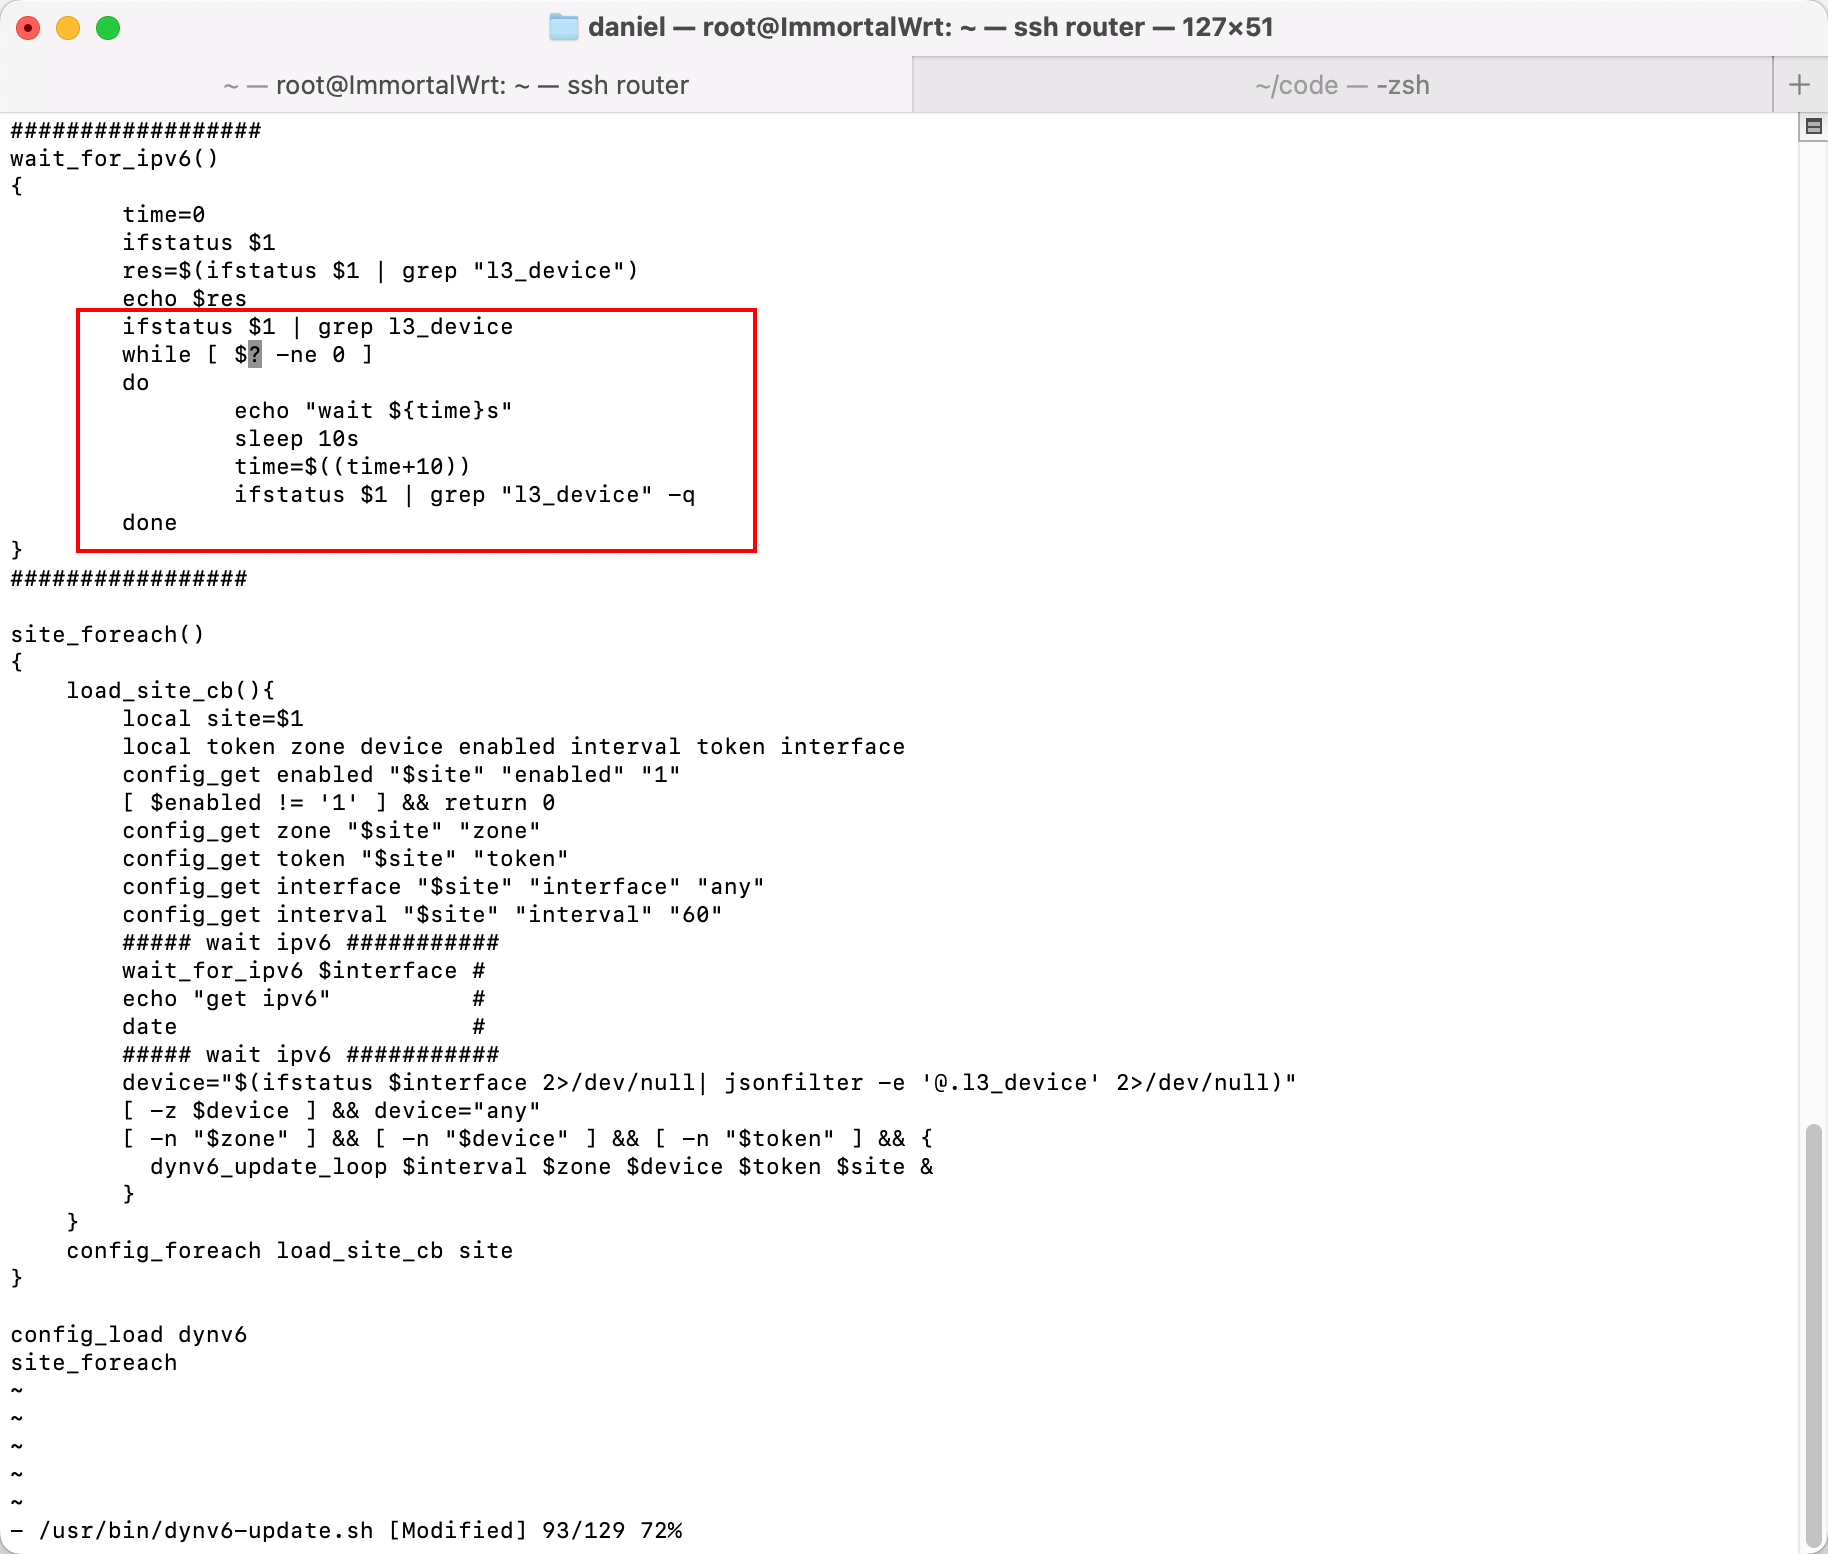 daniel — root@ImmortalWrt: ~ — ssh router — 127×51
~ — root@ImmortalWrt: ~ — ssh router
~/code — -zsh
##################
wait_for_ipv6()
{
        time=0
        ifstatus $1
        res=$(ifstatus $1 | grep "l3_device")
        echo $res
        ifstatus $1 | grep l3_device
        while [ $? -ne 0 ]
        do
                echo "wait ${time}s"
                sleep 10s
                time=$((time+10))
                ifstatus $1 | grep "l3_device" -q
        done
}
#################

site_foreach()
{
    load_site_cb(){
        local site=$1
        local token zone device enabled interval token interface
        config_get enabled "$site" "enabled" "1"
        [ $enabled != '1' ] && return 0
        config_get zone "$site" "zone"
        config_get token "$site" "token"
        config_get interface "$site" "interface" "any"
        config_get interval "$site" "interval" "60"
        ##### wait ipv6 ###########
        wait_for_ipv6 $interface #
        echo "get ipv6"          #
        date                     #
        ##### wait ipv6 ###########
        device="$(ifstatus $interface 2>/dev/null| jsonfilter -e '@.l3_device' 2>/dev/null)"
        [ -z $device ] && device="any"
        [ -n "$zone" ] && [ -n "$device" ] && [ -n "$token" ] && {
          dynv6_update_loop $interval $zone $device $token $site &
        }
    }
    config_foreach load_site_cb site
}

config_load dynv6
site_foreach
~
~
~
~
~
- /usr/bin/dynv6-update.sh [Modified] 93/129 72%